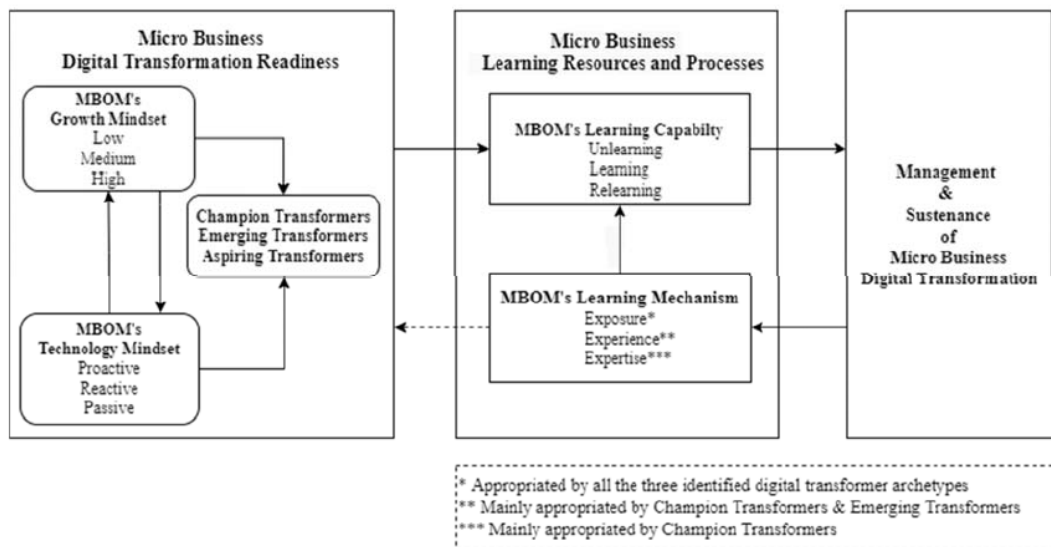 Micro Business
Digital Transformation Readiness
MBOM's
Growth Mindset
Low
Medium
High
Champion Transformers
Emerging Transformers
Aspiring Transformers
MBOM's
Technology Mindset
Proactive
Reactive
Passive
Micro Business
Learning Resources and Processes
MBOM's Learning Capabilty
Unlearning
Learning
Relearning
MBOM's Learning Mechanism
Exposure*
Experience**
Expertise***
Management
&
Sustenance
of
Micro Business
Digital Transformation
* Appropriated by all the three identified digital transformer archetypes
** Mainly appropriated by Champion Transformers & Emerging Transformers
*** Mainly appropriated by Champion Transformers